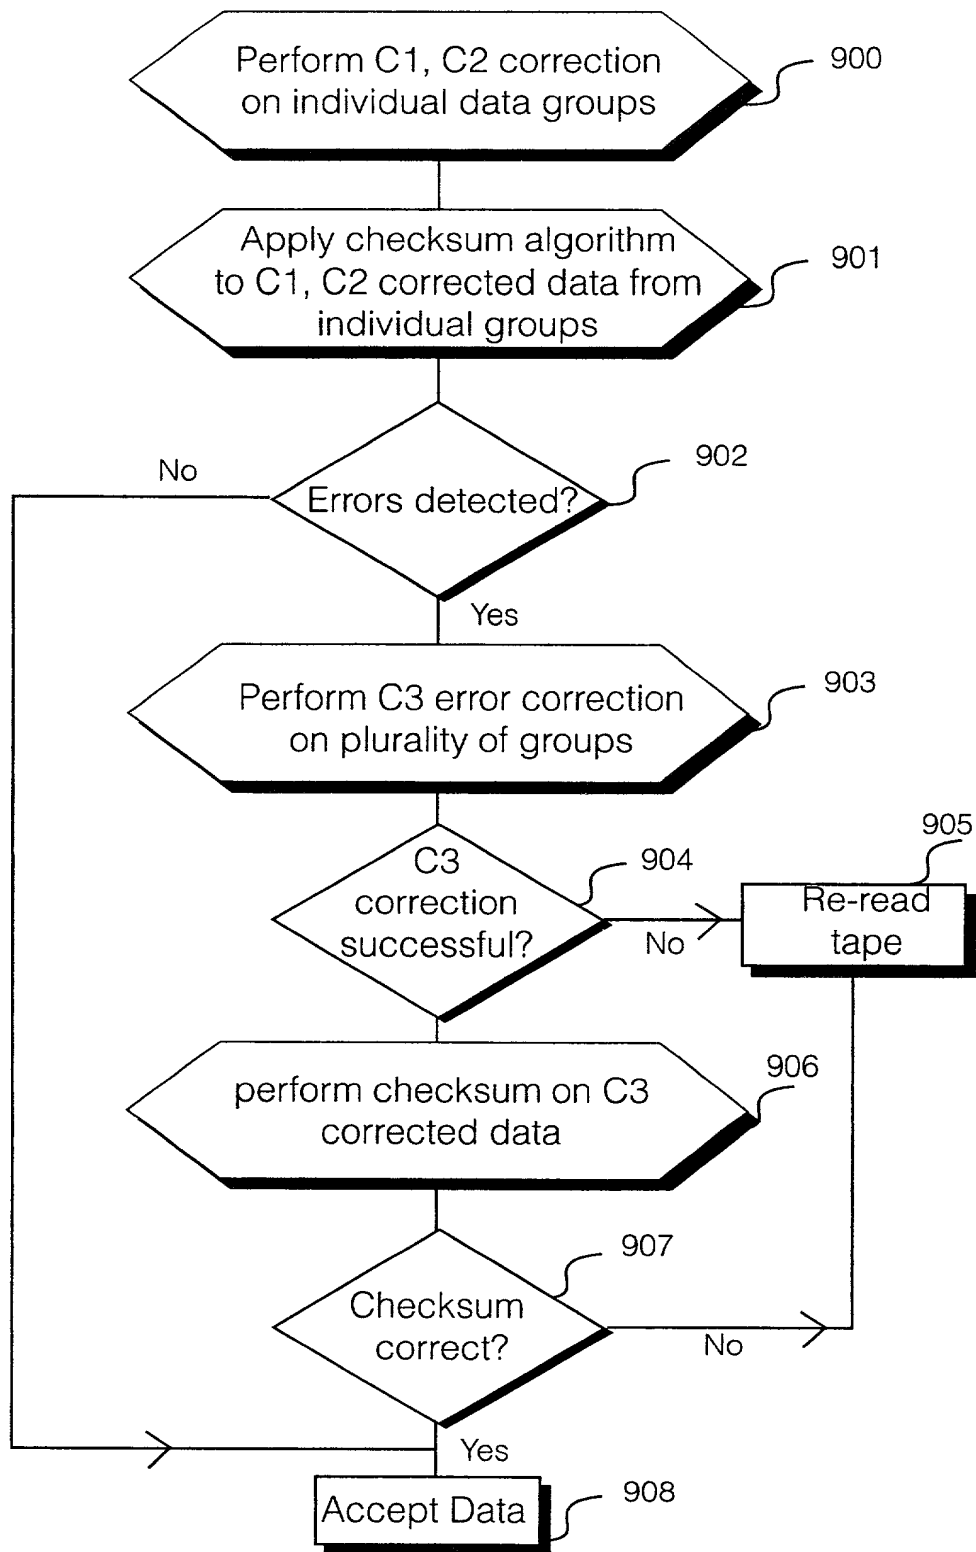 Perform C1, C2 correction
on individual data groups
900
Apply checksum algorithm
to C1, C2 corrected data from
individual groups
901
Errors detected?
902
No
Yes
Perform C3 error correction
on plurality of groups
903
C3
correction
successful?
904
No
905
Re-read
tape
perform checksum on C3
corrected data
906
Checksum
correct?
907
No
Yes
Accept Data
908